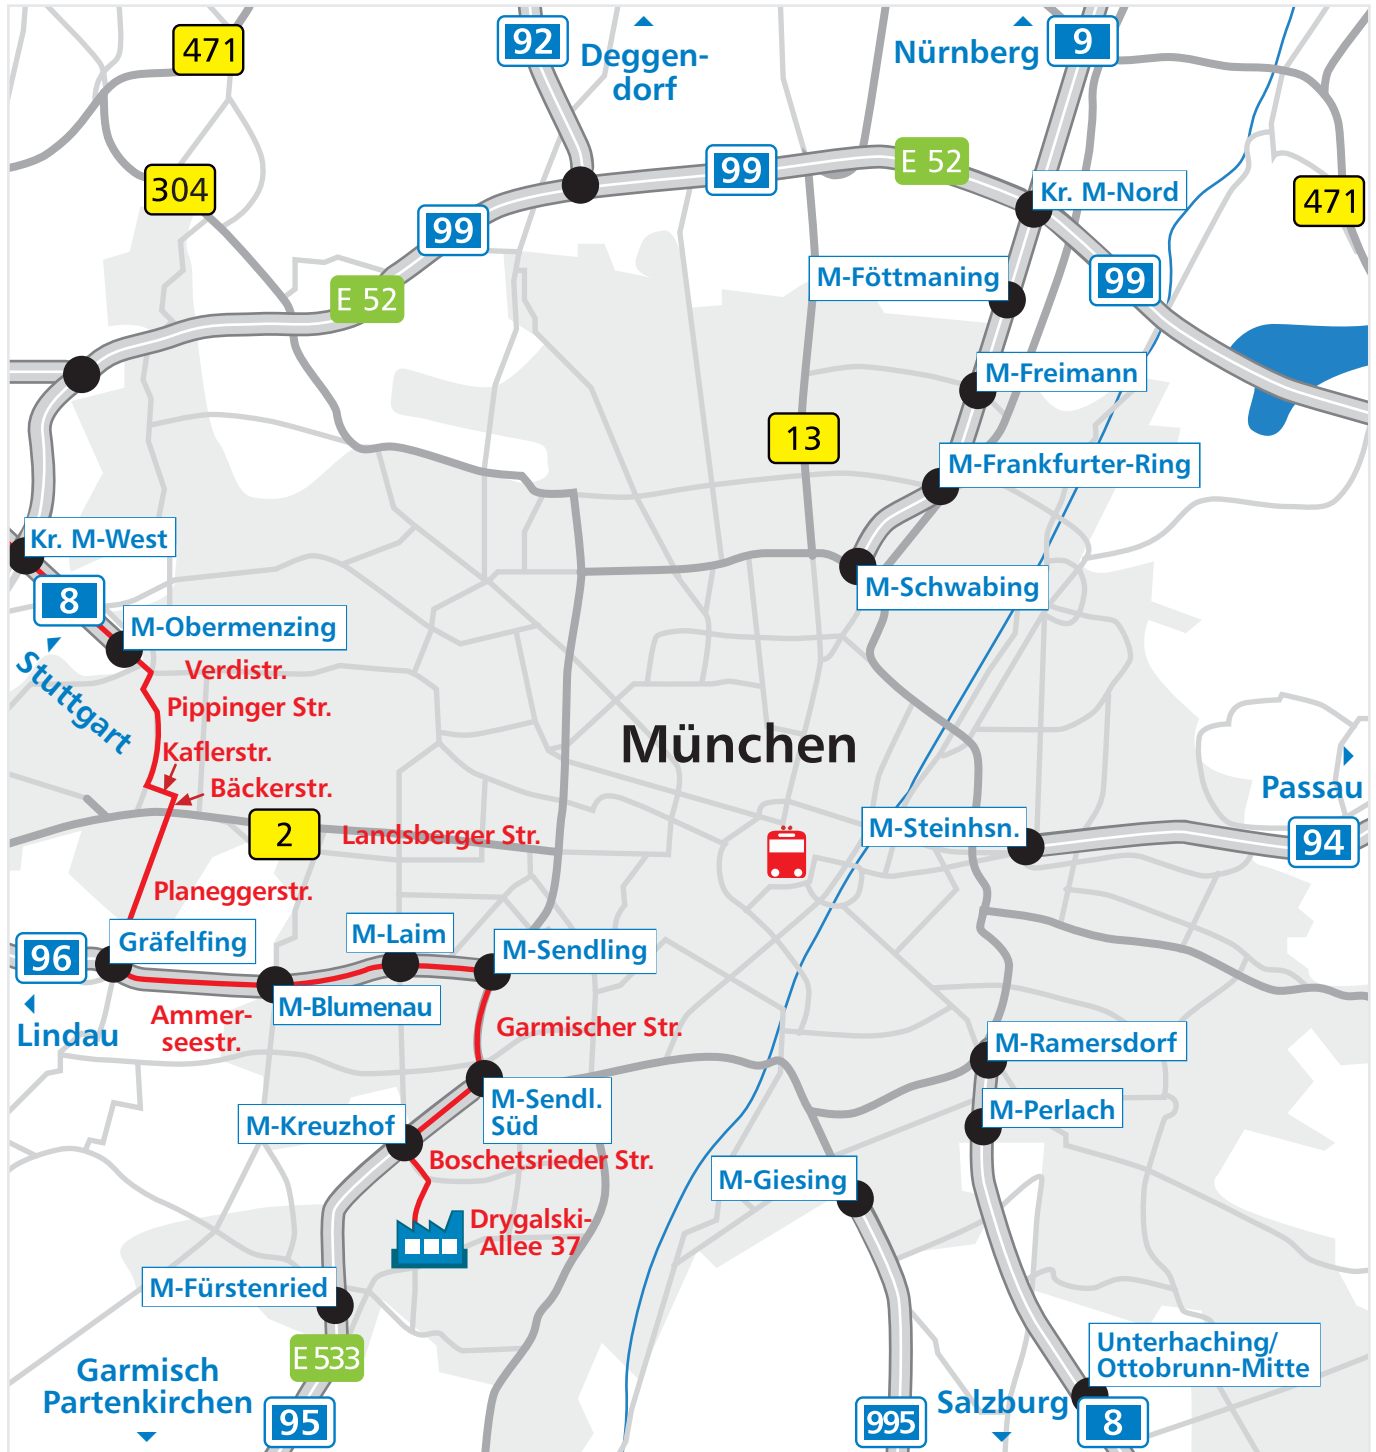 471
92
Deggen-
dorf
Nürnberg
9
99
E 52
304
Kr. M-Nord
471
99
M-Föttmaning
99
E 52
M-Freimann
13
M-Frankfurter-Ring
Kr. M-West
M-Schwabing
8
M-Obermenzing
Stuttgart
Verdistr.
Pippinger Str.
München
Kaflerstr.
Bäckerstr.
Passau
2
Landsberger Str.
M-Steinhsn.
94
Planeggerstr.
Gräfelfing
M-Laim
M-Sendling
96
M-Blumenau
Lindau
Ammer-
seestr.
Garmischer Str.
M-Ramersdorf
M-Sendl.
Süd
M-Perlach
M-Kreuzhof
Boschetsrieder Str.
M-Giesing
Drygalski-
Allee 37
M-Fürstenried
E 533
Unterhaching/
Ottobrunn-Mitte
Garmisch
Partenkirchen
95
995
Salzburg
8